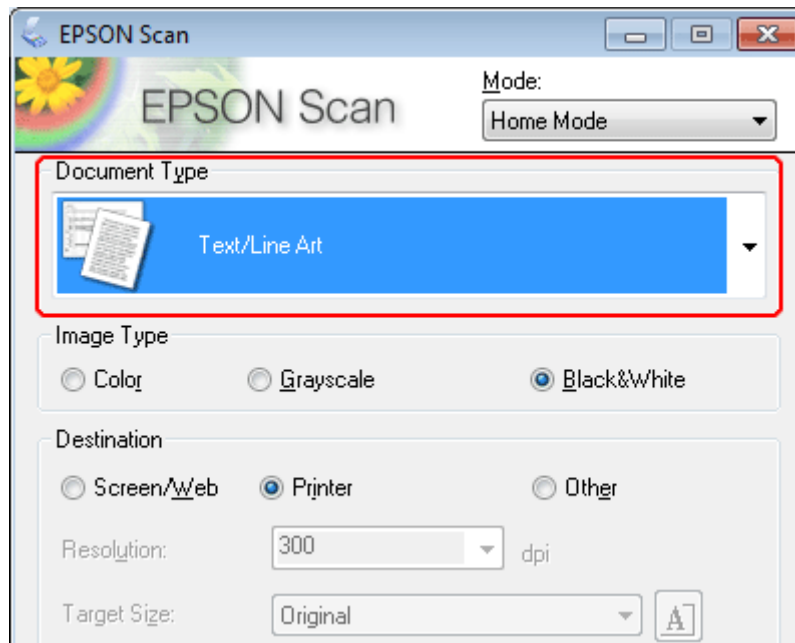 EPSON Scan
EPSON Scan
Mode:
Home Mode
Document Type
Text/Line Art
Image Type
Color Grayscale Black&White
Destination
Screen/Web Printer Other
Resolution: 300 dpi
Target Size: Original A